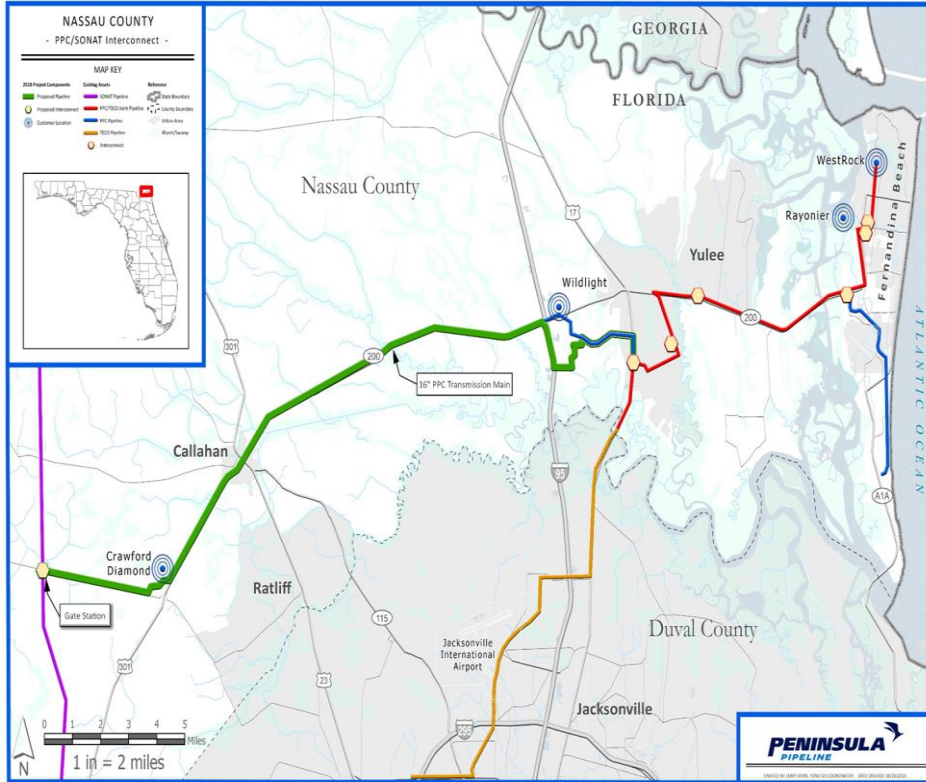 NASSAU COUNTY
- PPC/SONAT Interconnect -
MAP KEY
2018 Project Components
Proposed Pipeline
Proposed Interconnect
Customer Location
Existing Assets
SONAT Pipeline
PPC/TECO Joint Pipeline
PPC Pipeline
TECO Pipeline
Interconnect
Reference
State Boundary
County Boundary
Urban Area
Marsh/Swamp
GEORGIA
FLORIDA
Nassau County
WestRock
Rayonier
Fernandina Beach
17
Yulee
Wildlight
200
ATLANTIC OCEAN
301
200
16" PPC Transmission Main
Callahan
95
A1A
Crawford
Diamond
Gate Station
Ratliff
115
Duval County
Jacksonville
International
Airport
301
23
Jacksonville
295
0 1 2 3 4 5
Miles
1 in = 2 miles
N
PENINSULA
PIPELINE